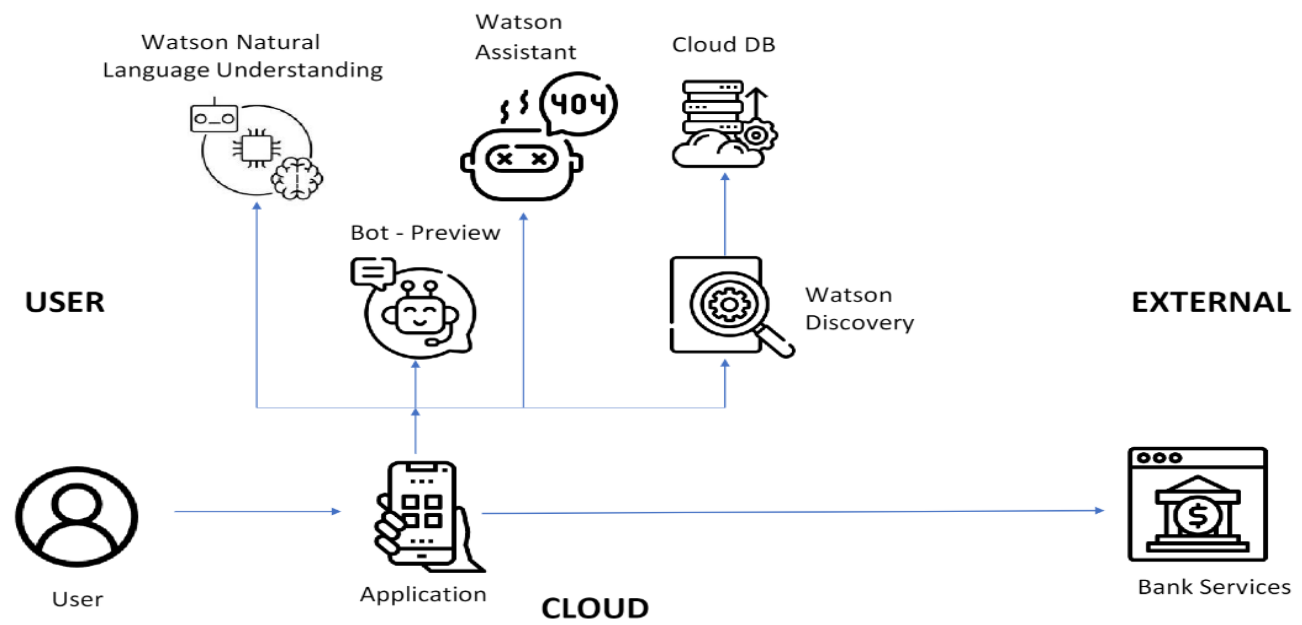 Watson Natural
Language Understanding
Watson
Assistant
404
Cloud DB
Bot - Preview
USER
Watson
Discovery
EXTERNAL
$
User
Application
CLOUD
Bank Services